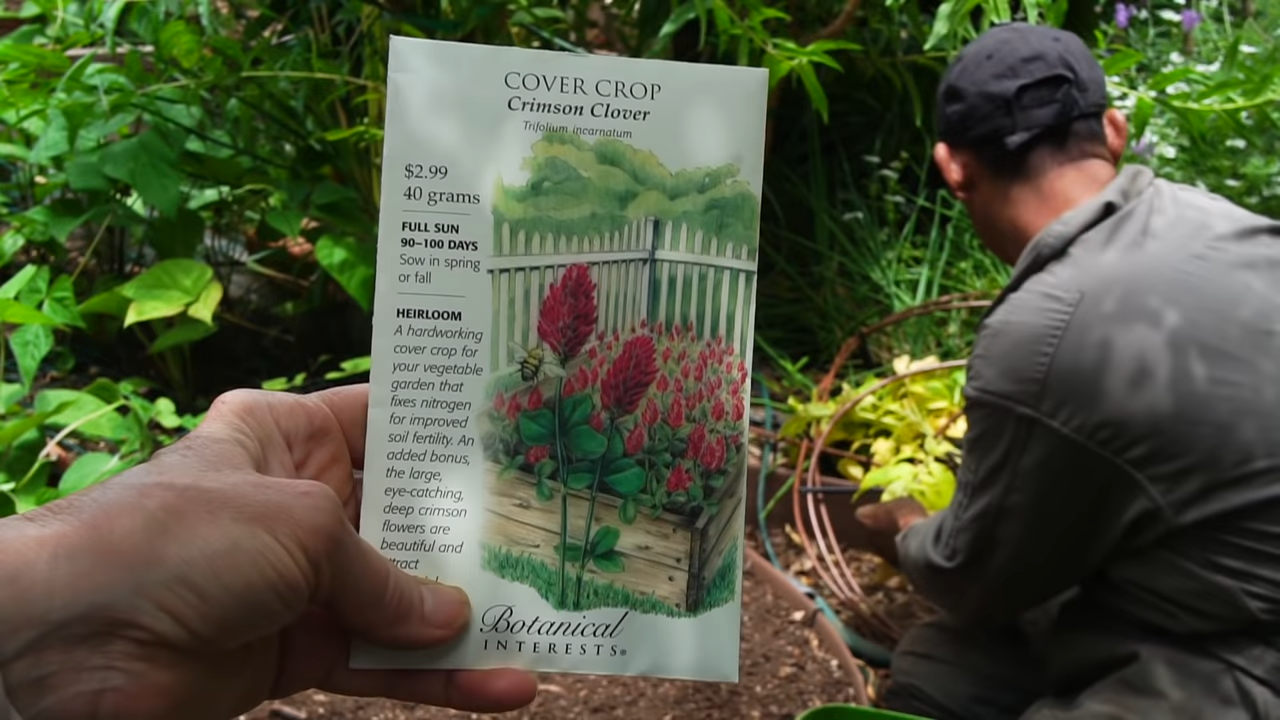 COVER CROP
Crimson Clover
Trifolium incarnatum
$2.99
40 grams
FULL SUN
90–100 DAYS
Sow in spring
or fall
HEIRLOOM
A hardworking
cover crop for
your vegetable
garden that
fixes nitrogen
for improved
soil fertility. An
added bonus,
the large,
eye-catching,
deep crimson
flowers are
beautiful and
Botanical
INTERESTS®